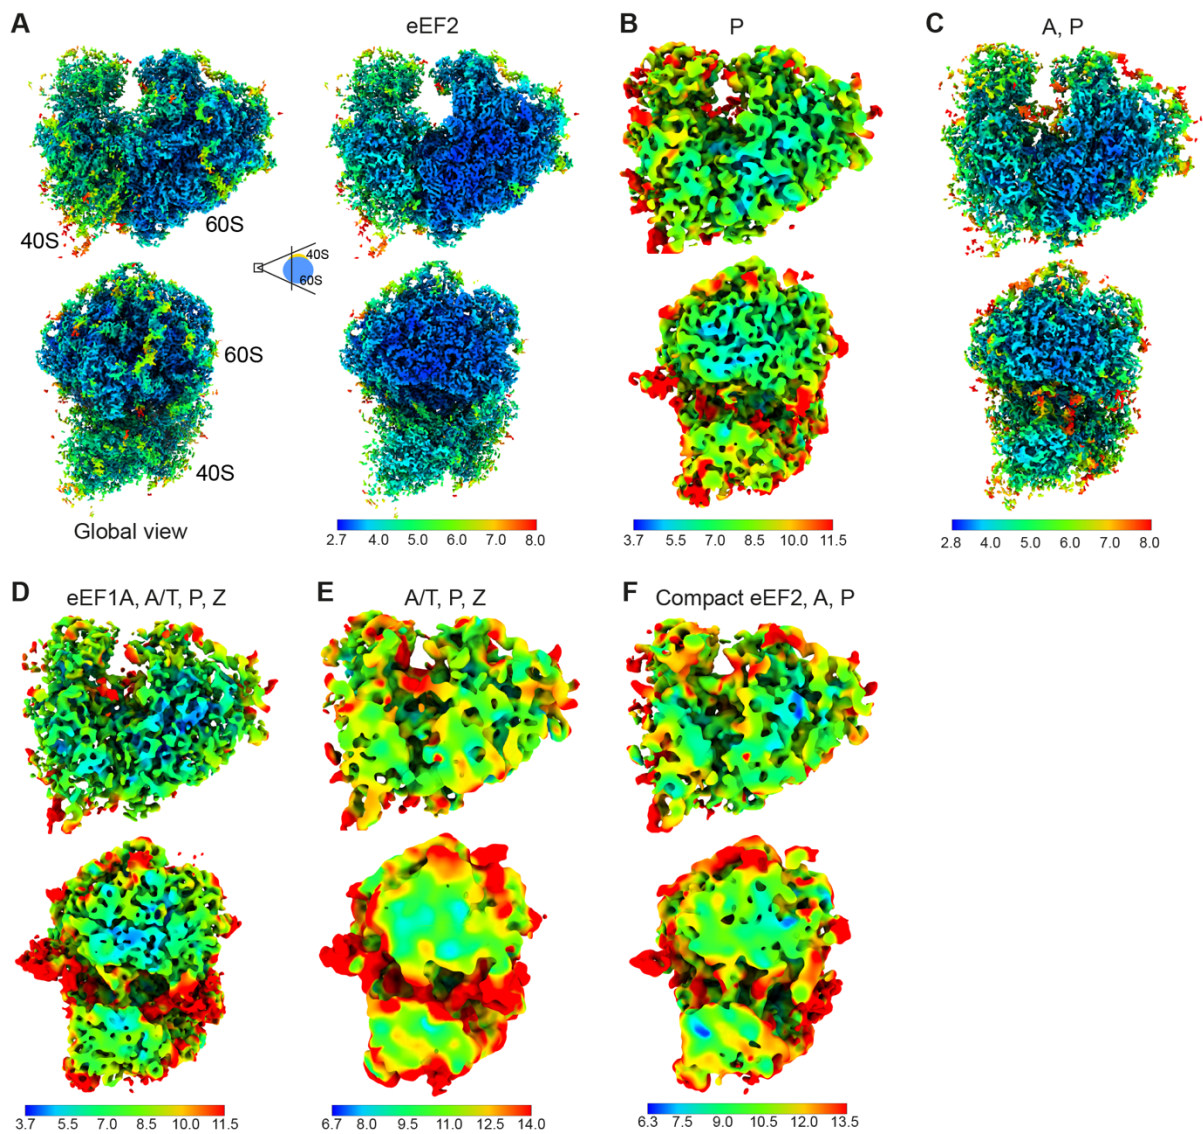 A
eEF2
B
P
C
A, P
40S
60S
40S
60S
60S
40S
Global view
2.7 4.0 5.0 6.0 7.0 8.0
3.7 5.5 7.0 8.5 10.0 11.5
2.8 4.0 5.0 6.0 7.0 8.0
D
eEF1A, A/T, P, Z
E
A/T, P, Z
F
Compact eEF2, A, P
3.7 5.5 7.0 8.5 10.0 11.5
6.7 8.0 9.5 11.0 12.5 14.0
6.3 7.5 9.0 10.5 12.0 13.5